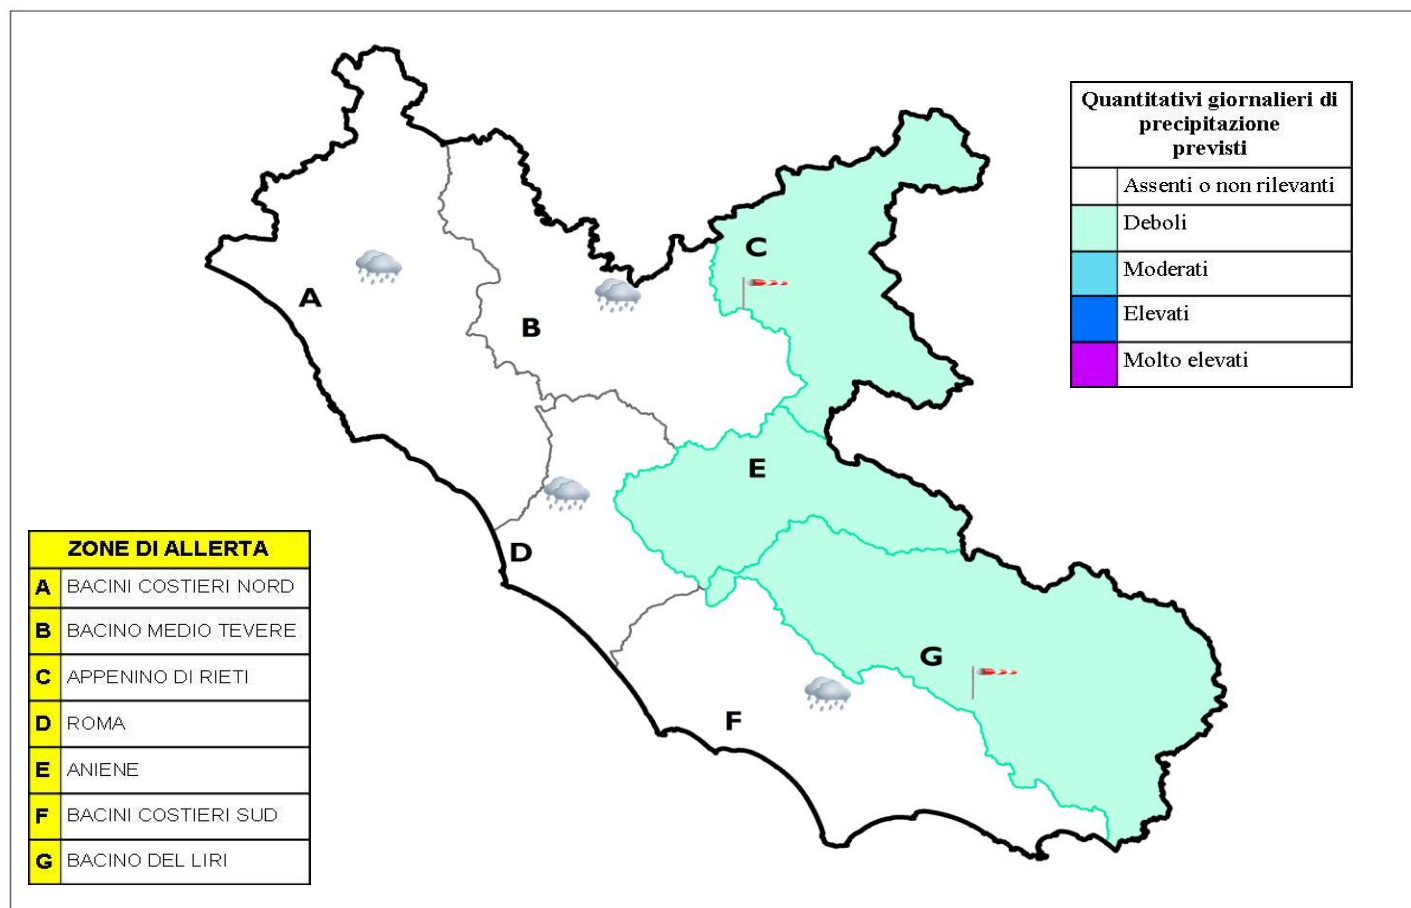 Quantitativi giornalieri di
precipitazione
previsti
Assenti o non rilevanti
Deboli
Moderati
Elevati
Molto elevati
C
A
B
E
D
G
F
ZONE DI ALLERTA
A BACINI COSTIERI NORD
B BACINO MEDIO TEVERE
C APPENINO DI RIETI
D ROMA
E ANIENE
F BACINI COSTIERI SUD
G BACINO DEL LIRI